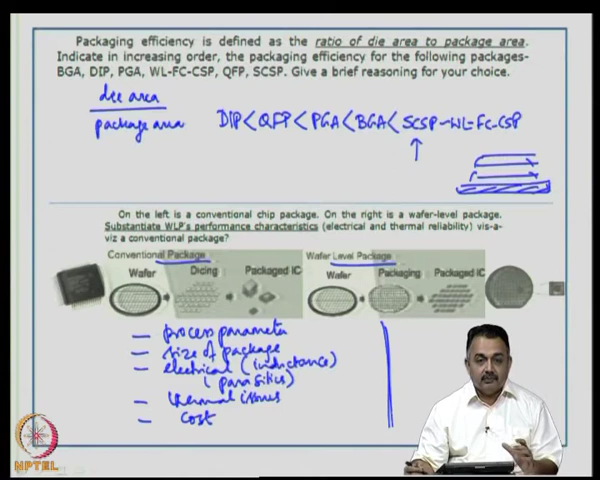 Packaging efficiency is defined as the ratio of die area to package area.
Indicate in increasing order, the packaging efficiency for the following packages-
BGA, DIP, PGA, WL-FC-CSP, QFP, SCSP. Give a brief reasoning for your choice.
die area
package area
DIP<QFP<PGA<BGA<SCSP~WL-FC-CSP
On the left is a conventional chip package. On the right is a wafer-level package.
Substantiate WLP's performance characteristics (electrical and thermal reliability) vis-a-
viz a conventional package?
Conventional Package
Wafer Dicing Packaged IC
Wafer Level Package
Wafer Packaging Packaged IC
— process parameter
— size of package
— electrical (inductance)
(parasitics)
— thermal issues
— cost
NPTEL